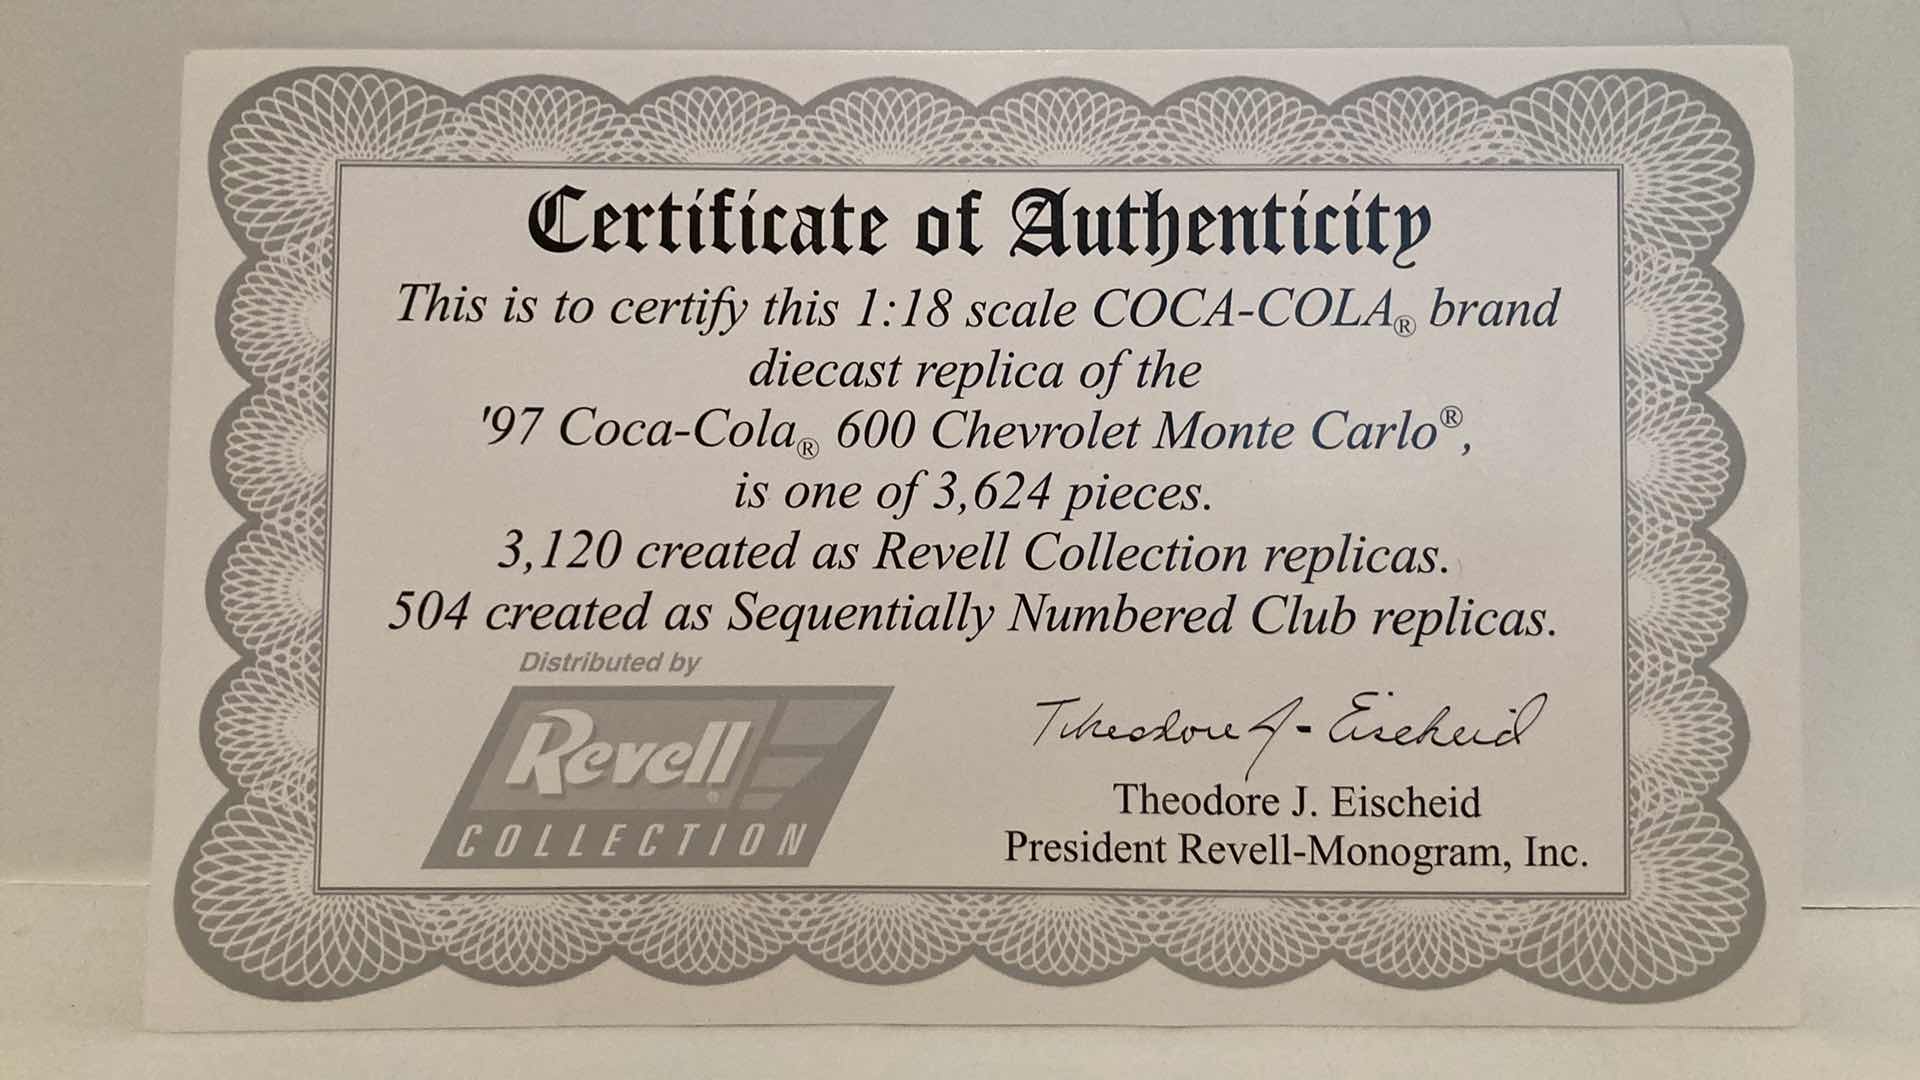 Certificate of Authenticity
This is to certify this 1:18 scale COCA-COLA® brand
diecast replica of the
'97 Coca-Cola® 600 Chevrolet Monte Carlo®,
is one of 3,624 pieces.
3,120 created as Revell Collection replicas.
504 created as Sequentially Numbered Club replicas.
Distributed by
Revell®
COLLECTION
Theodore J. Eischeid
Theodore J. Eischeid
President Revell-Monogram, Inc.